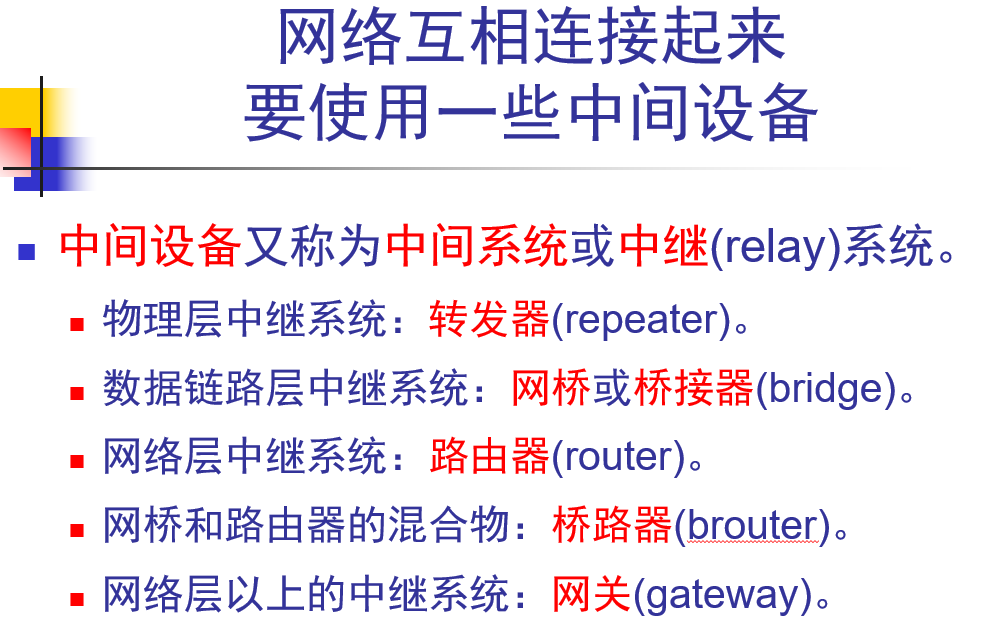 网络互相连接起来
要使用一些中间设备
中间设备又称为中间系统或中继(relay)系统。
物理层中继系统：转发器(repeater)。
数据链路层中继系统：网桥或桥接器(bridge)。
网络层中继系统：路由器(router)。
网桥和路由器的混合物：桥路器(brouter)。
网络层以上的中继系统：网关(gateway)。